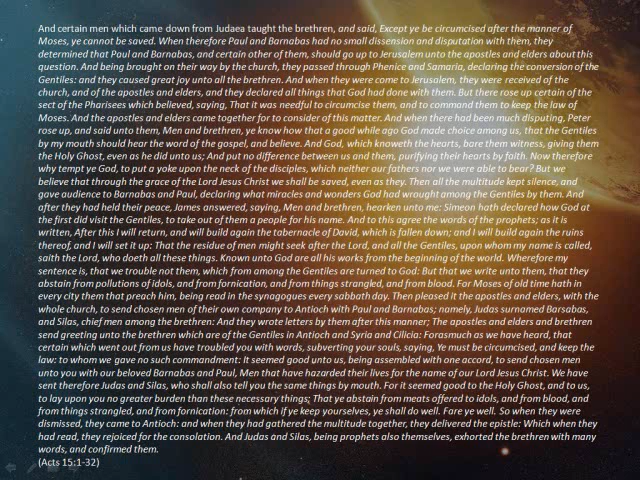 And certain men which came down from Judaea taught the brethren, and said, Except ye be circumcised after the manner of
Moses, ye cannot be saved. When therefore Paul and Barnabas had no small dissension and disputation with them, they
determined that Paul and Barnabas, and certain other of them, should go up to Jerusalem unto the apostles and elders about this
question. And being brought on their way by the church, they passed through Phenice and Samaria, declaring the conversion of the
Gentiles: and they caused great joy unto all the brethren. And when they were come to Jerusalem, they were received of the
church, and of the apostles and elders, and they declared all things that God had done with them. But there rose up certain of the
sect of the Pharisees which believed, saying, That it was needful to circumcise them, and to command them to keep the law of
Moses. And the apostles and elders came together for to consider of this matter. And when there had been much disputing, Peter
rose up, and said unto them, Men and brethren, ye know how that a good while ago God made choice among us, that the Gentiles
by my mouth should hear the word of the gospel, and believe. And God, which knoweth the hearts, bare them witness, giving them
the Holy Ghost, even as he did unto us; And put no difference between us and them, purifying their hearts by faith. Now therefore
why tempt ye God, to put a yoke upon the neck of the disciples, which neither our fathers nor we were able to bear? But we
believe that through the grace of the Lord Jesus Christ we shall be saved, even as they. Then all the multitude kept silence, and
gave audience to Barnabas and Paul, declaring what miracles and wonders God had wrought among the Gentiles by them. And
after they had held their peace, James answered, saying, Men and brethren, hearken unto me: Simeon hath declared how God at
the first did visit the Gentiles, to take out of them a people for his name. And to this agree the words of the prophets; as it is
written, After this I will return, and will build again the tabernacle of David, which is fallen down; and I will build again the ruins
thereof, and I will set it up: That the residue of men might seek after the Lord, and all the Gentiles, upon whom my name is called,
saith the Lord, who doeth all these things. Known unto God are all his works from the beginning of the world. Wherefore my
sentence is, that we trouble not them, which from among the Gentiles are turned to God: But that we write unto them, that they
abstain from pollutions of idols, and from fornication, and from things strangled, and from blood. For Moses of old time hath in
every city them that preach him, being read in the synagogues every sabbath day. Then pleased it the apostles and elders, with the
whole church, to send chosen men of their own company to Antioch with Paul and Barnabas; namely, Judas surnamed Barsabas,
and Silas, chief men among the brethren: And they wrote letters by them after this manner; The apostles and elders and brethren
send greeting unto the brethren which are of the Gentiles in Antioch and Syria and Cilicia: Forasmuch as we have heard, that
certain which went out from us have troubled you with words, subverting your souls, saying, Ye must be circumcised, and keep the
law: to whom we gave no such commandment: It seemed good unto us, being assembled with one accord, to send chosen men
unto you with our beloved Barnabas and Paul, Men that have hazarded their lives for the name of our Lord Jesus Christ. We have
sent therefore Judas and Silas, who shall also tell you the same things by mouth. For it seemed good to the Holy Ghost, and to us,
to lay upon you no greater burden than these necessary things; That ye abstain from meats offered to idols, and from blood, and
from things strangled, and from fornication: from which if ye keep yourselves, ye shall do well. Fare ye well. So when they were
dismissed, they came to Antioch: and when they had gathered the multitude together, they delivered the epistle: Which when they
had read, they rejoiced for the consolation. And Judas and Silas, being prophets also themselves, exhorted the brethren with many
words, and confirmed them.
(Acts 15:1-32)